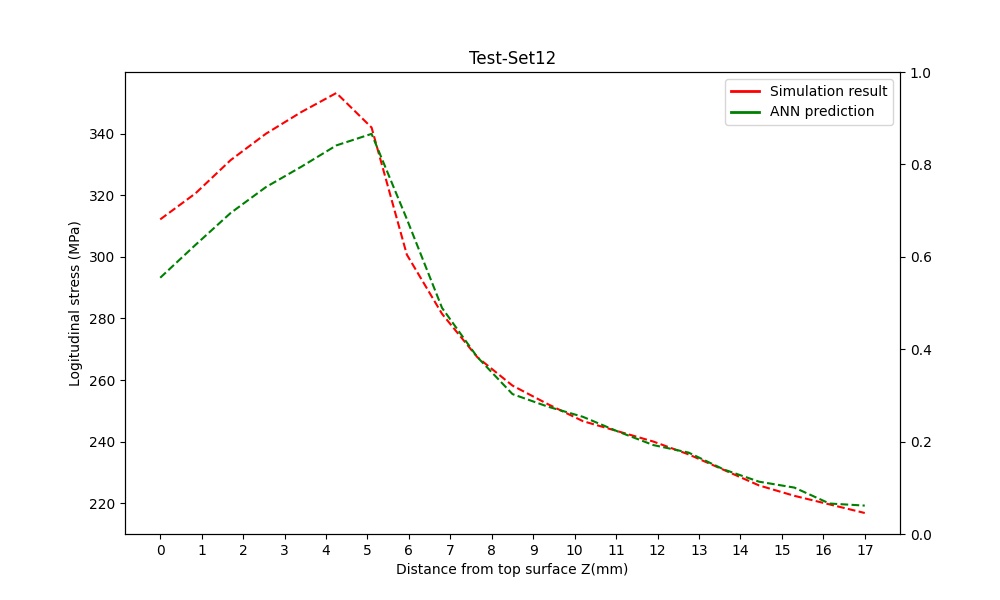 Test-Set12
Simulation result
ANN prediction
Logitudinal stress (MPa)
340
320
300
280
260
240
220
1.0
0.8
0.6
0.4
0.2
0.0
0 1 2 3 4 5 6 7 8 9 10 11 12 13 14 15 16 17
Distance from top surface Z(mm)